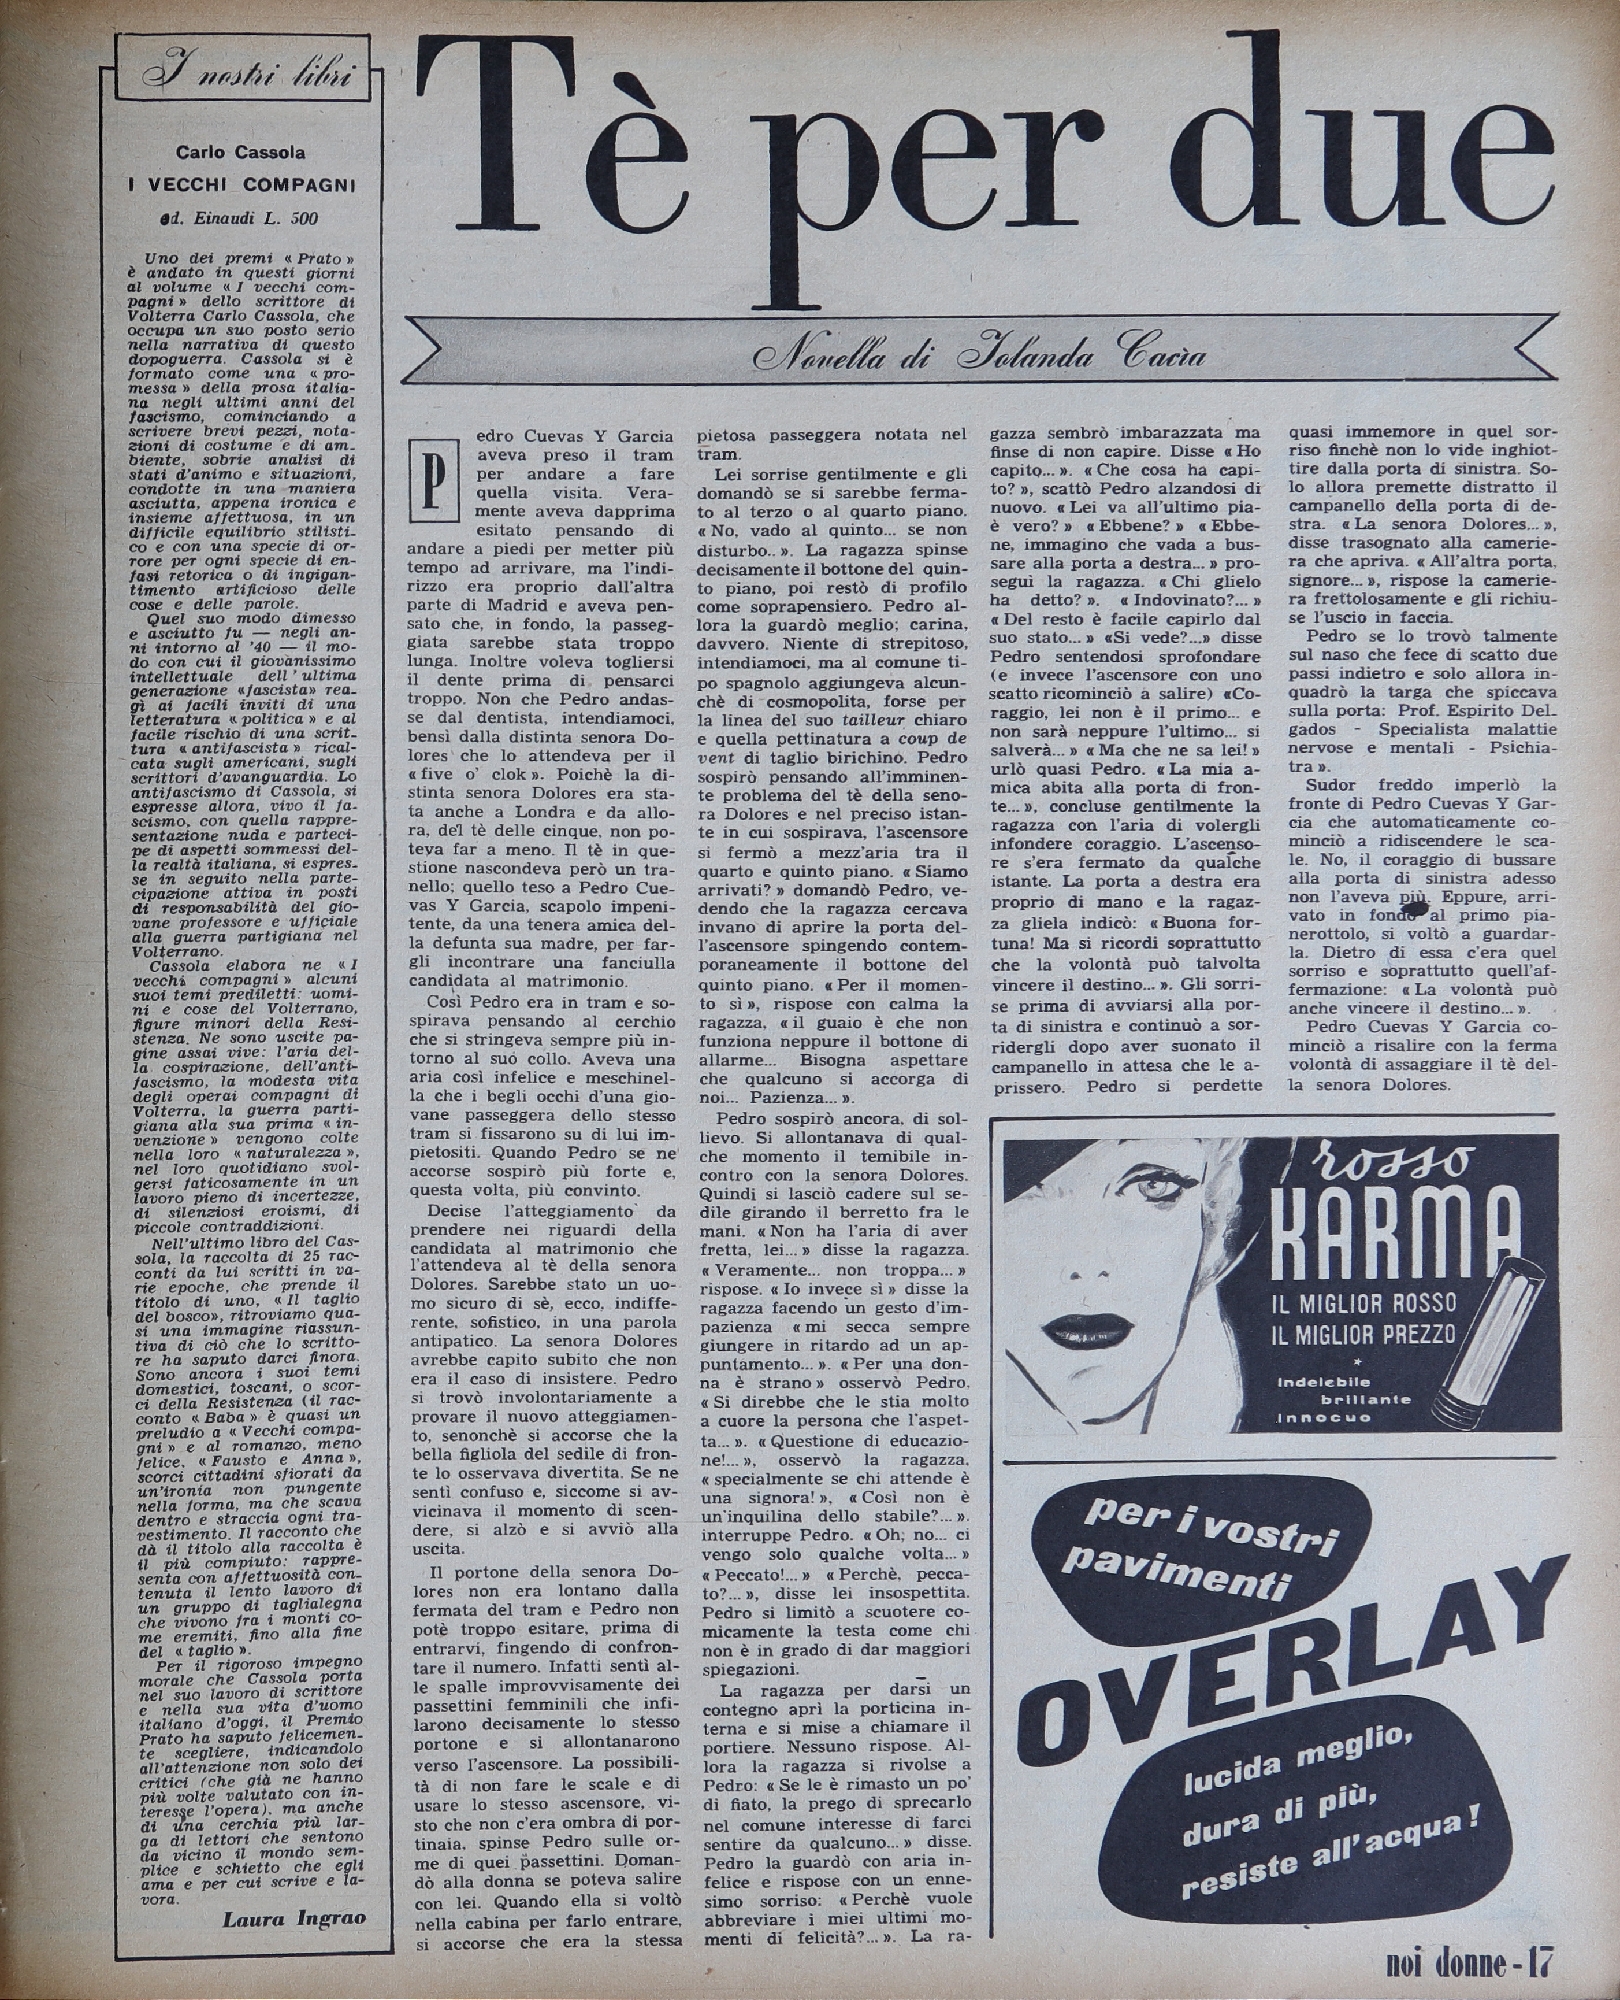 I nostri libri
Carlo Cassola
I VECCHI COMPAGNI
ed. Einaudi L. 500
Uno dei premi « Prato »
è andato in questi giorni
al volume « I vecchi com-
pagni » dello scrittore di
Volterra Carlo Cassola, che
occupa un suo posto serio
nella narrativa di questo
dopoguerra. Cassola si è
formato come una « pro-
messa » della prosa italia-
na negli ultimi anni del
fascismo, cominciando a
scrivere brevi pezzi, nota-
zioni di costume e di am-
biente, sobrie analisi di
stati d'animo e situazioni,
condotte in una maniera
asciutta, appena ironica e
insieme affettuosa, in un
difficile equilibrio stilisti-
co e con una specie di or-
rore per ogni specie di en-
fasi retorica o di ingigan-
timento artificioso delle
cose e delle parole.
Quel suo modo dimesso
e asciutto fu — negli an-
ni intorno al '40 — il mo-
do con cui il giovanissimo
intellettuale dell'ultima
generazione «fascista» rea-
gì ai facili inviti di una
letteratura « politica » e al
facile rischio di una scrit-
tura « antifascista » rical-
cata sugli americani, sugli
scrittori d'avanguardia. Lo
antifascismo di Cassola, si
espresse allora, vivo il fa-
scismo, con quella rappre-
sentazione nuda e parteci-
pe di aspetti sommessi del-
la realtà italiana, si espres-
se in seguito nella parte-
cipazione attiva in posti
di responsabilità del gio-
vane professore e ufficiale
alla guerra partigiana nel
Volterrano.
Cassola elabora ne « I
vecchi compagni » alcuni
suoi temi prediletti: uomi-
ni e cose del Volterrano,
figure minori della Resi-
stenza. Ne sono uscite pa-
gine assai vive: l'aria del-
la cospirazione, dell'anti-
fascismo, la modesta vita
degli operai compagni di
Volterra, la guerra parti-
giana alla sua prima « in-
venzione » vengono colte
nella loro « naturalezza »,
nel loro quotidiano svol-
gersi faticosamente in un
lavoro pieno di incertezze,
di silenziosi eroismi, di
piccole contraddizioni.
Nell'ultimo libro del Cas-
sola, la raccolta di 25 rac-
conti da lui scritti in va-
rie epoche, che prende il
titolo di uno, « Il taglio
del bosco», ritroviamo qua-
si una immagine riassun-
tiva di ciò che lo scritto-
re ha saputo darci finora.
Sono ancora i suoi temi
domestici, toscani, o scor-
ci della Resistenza (il rac-
conto « Baba » è quasi un
preludio a « Vecchi compa-
gni » e al romanzo, meno
felice, « Fausto e Anna »,
scorci cittadini sfiorati da
un'ironia non pungente
nella forma, ma che scava
dentro e straccia ogni tra-
vestimento. Il racconto che
dà il titolo alla raccolta è
il più compiuto: rappre-
senta con affettuosità con-
tenuta il lento lavoro di
un gruppo di taglialegna
che vivono fra i monti co-
me eremiti, fino alla fine
del « taglio ».
Per il rigoroso impegno
morale che Cassola porta
nel suo lavoro di scrittore
e nella sua vita d'uomo
italiano d'oggi, il Premio
Prato ha saputo felicemen-
te scegliere, indicandolo
all'attenzione non solo dei
critici (che già ne hanno
più volte valutato con in-
teresse l'opera), ma anche
di una cerchia più lar-
ga di lettori che sentono
da vicino il mondo sem-
plice e schietto che egli
ama e per cui scrive e la-
vora.
Laura Ingrao
Tè per due
Novella di Iolanda Cacìa
Pedro Cuevas Y Garcia
aveva preso il tram
per andare a fare
quella visita. Vera-
mente aveva dapprima
esitato pensando di
andare a piedi per metter più
tempo ad arrivare, ma l'indi-
rizzo era proprio dall'altra
parte di Madrid e aveva pen-
sato che, in fondo, la passeg-
giata sarebbe stata troppo
lunga. Inoltre voleva togliersi
il dente prima di pensarci
troppo. Non che Pedro andas-
se dal dentista, intendiamoci,
bensì dalla distinta senora Do-
lores che lo attendeva per il
« five o' clok ». Poichè la di-
stinta senora Dolores era sta-
ta anche a Londra e da allo-
ra, del tè delle cinque, non po-
teva far a meno. Il tè in que-
stione nascondeva però un tra-
nello; quello teso a Pedro Cue-
vas Y Garcia, scapolo impeni-
tente, da una tenera amica del-
la defunta sua madre, per far-
gli incontrare una fanciulla
candidata al matrimonio.
Così Pedro era in tram e so-
spirava pensando al cerchio
che si stringeva sempre più in-
torno al suo collo. Aveva una
aria così infelice e meschinel-
la che i begli occhi d'una gio-
vane passeggera dello stesso
tram si fissarono su di lui im-
pietositi. Quando Pedro se ne
accorse sospirò più forte e,
questa volta, più convinto.
Decise l'atteggiamento da
prendere nei riguardi della
candidata al matrimonio che
l'attendeva al tè della senora
Dolores. Sarebbe stato un uo-
mo sicuro di sè, ecco, indiffe-
rente, sofistico, in una parola
antipatico. La senora Dolores
avrebbe capito subito che non
era il caso di insistere. Pedro
si trovò involontariamente a
provare il nuovo atteggiamen-
to, senonchè si accorse che la
bella figliola del sedile di fron-
te lo osservava divertita. Se ne
sentì confuso e, siccome si av-
vicinava il momento di scen-
dere, si alzò e si avviò alla
uscita.
Il portone della senora Do-
lores non era lontano dalla
fermata del tram e Pedro non
potè troppo esitare, prima di
entrarvi, fingendo di confron-
tare il numero. Infatti sentì al-
le spalle improvvisamente dei
passettini femminili che infi-
larono decisamente lo stesso
portone e si allontanarono
verso l'ascensore. La possibili-
tà di non fare le scale e di
usare lo stesso ascensore, vi-
sto che non c'era ombra di por-
tinaia, spinse Pedro sulle or-
me di quei passettini. Doman-
dò alla donna se poteva salire
con lei. Quando ella si voltò
nella cabina per farlo entrare,
si accorse che era la stessa
pietosa passeggera notata nel
tram.
Lei sorrise gentilmente e gli
domandò se si sarebbe ferma-
to al terzo o al quarto piano.
« No, vado al quinto... se non
disturbo.. ». La ragazza spinse
decisamente il bottone del quin-
to piano, poi restò di profilo
come soprapensiero. Pedro al-
lora la guardò meglio; carina,
davvero. Niente di strepitoso,
intendiamoci, ma al comune ti-
po spagnolo aggiungeva alcun-
chè di cosmopolita, forse per
la linea del suo tailleur chiaro
e quella pettinatura a coup de
vent di taglio birichino. Pedro
sospirò pensando all'imminen-
te problema del tè della seno-
ra Dolores e nel preciso istan-
te in cui sospirava, l'ascensore
si fermò a mezz'aria tra il
quarto e quinto piano. « Siamo
arrivati? » domandò Pedro, ve-
dendo che la ragazza cercava
invano di aprire la porta del-
l'ascensore spingendo contem-
poraneamente il bottone del
quinto piano. « Per il momen-
to sì », rispose con calma la
ragazza, « il guaio è che non
funziona neppure il bottone di
allarme... Bisogna aspettare
che qualcuno si accorga di
noi... Pazienza... ».
Pedro sospirò ancora, di sol-
lievo. Si allontanava di qual-
che momento il temibile in-
contro con la senora Dolores.
Quindi si lasciò cadere sul se-
dile girando il berretto fra le
mani. « Non ha l'aria di aver
fretta, lei... » disse la ragazza.
« Veramente... non troppa... »
rispose. « Io invece sì » disse la
ragazza facendo un gesto d'im-
pazienza « mi secca sempre
giungere in ritardo ad un ap-
puntamento... ». « Per una don-
na è strano » osservò Pedro.
« Si direbbe che le stia molto
a cuore la persona che l'aspet-
ta... ». « Questione di educazio-
ne!... », osservò la ragazza.
« specialmente se chi attende è
una signora! », « Così non è
un'inquilina dello stabile?... ».
interruppe Pedro. « Oh; no... ci
vengo solo qualche volta... »
« Peccato!... » « Perchè, pecca-
to?... », disse lei insospettita.
Pedro si limitò a scuotere co-
micamente la testa come chi
non è in grado di dar maggiori
spiegazioni.
La ragazza per darsi un
contegno aprì la porticina in-
terna e si mise a chiamare il
portiere. Nessuno rispose. Al-
lora la ragazza si rivolse a
Pedro: « Se le è rimasto un po'
di fiato, la prego di sprecarlo
nel comune interesse di farci
sentire da qualcuno... » disse.
Pedro la guardò con aria in-
felice e rispose con un enne-
simo sorriso: « Perchè vuole
abbreviare i miei ultimi mo-
menti di felicità?... ». La ra-
gazza sembrò imbarazzata ma
finse di non capire. Disse « Ho
capito... ». « Che cosa ha capi-
to? », scattò Pedro alzandosi di
nuovo. « Lei va all'ultimo pia-
è vero? » « Ebbene? » « Ebbe-
ne, immagino che vada a bus-
sare alla porta a destra... » pro-
seguì la ragazza. « Chi glielo
ha detto? ». « Indovinato?... »
« Del resto è facile capirlo dal
suo stato... » «Si vede?...» disse
Pedro sentendosi sprofondare
(e invece l'ascensore con uno
scatto ricominciò a salire) «Co-
raggio, lei non è il primo... e
non sarà neppure l'ultimo... si
salverà... » « Ma che ne sa lei! »
urlò quasi Pedro. « La mia a-
mica abita alla porta di fron-
te... », concluse gentilmente la
ragazza con l'aria di volergli
infondere coraggio. L'ascenso-
re s'era fermato da qualche
istante. La porta a destra era
proprio di mano e la ragaz-
za gliela indicò: « Buona for-
tuna! Ma si ricordi soprattutto
che la volontà può talvolta
vincere il destino... ». Gli sorri-
se prima di avviarsi alla por-
ta di sinistra e continuò a sor-
ridergli dopo aver suonato il
campanello in attesa che le a-
prissero. Pedro si perdette
quasi immemore in quel sor-
riso finchè non lo vide inghiot-
tire dalla porta di sinistra. So-
lo allora premette distratto il
campanello della porta di de-
stra. « La senora Dolores... »,
disse trasognato alla camerie-
ra che apriva. « All'altra porta,
signore... », rispose la camerie-
ra frettolosamente e gli richiu-
se l'uscio in faccia.
Pedro se lo trovò talmente
sul naso che fece di scatto due
passi indietro e solo allora in-
quadrò la targa che spiccava
sulla porta: Prof. Espirito Del-
gados - Specialista malattie
nervose e mentali - Psichia-
tra ».
Sudor freddo imperlò la
fronte di Pedro Cuevas Y Gar-
cia che automaticamente co-
minciò a ridiscendere le sca-
le. No, il coraggio di bussare
alla porta di sinistra adesso
non l'aveva più. Eppure, arri-
vato in fondo al primo pia-
nerottolo, si voltò a guardar-
la. Dietro di essa c'era quel
sorriso e soprattutto quell'af-
fermazione: « La volontà può
anche vincere il destino... ».
Pedro Cuevas Y Garcia co-
minciò a risalire con la ferma
volontà di assaggiare il tè del-
la senora Dolores.
rosso
KARMA
IL MIGLIOR ROSSO
IL MIGLIOR PREZZO
Indelebile
brillante
Innocuo
per i vostri
pavimenti
OVERLAY
lucida meglio,
dura di più,
resiste all'acqua!
noi donne - 17